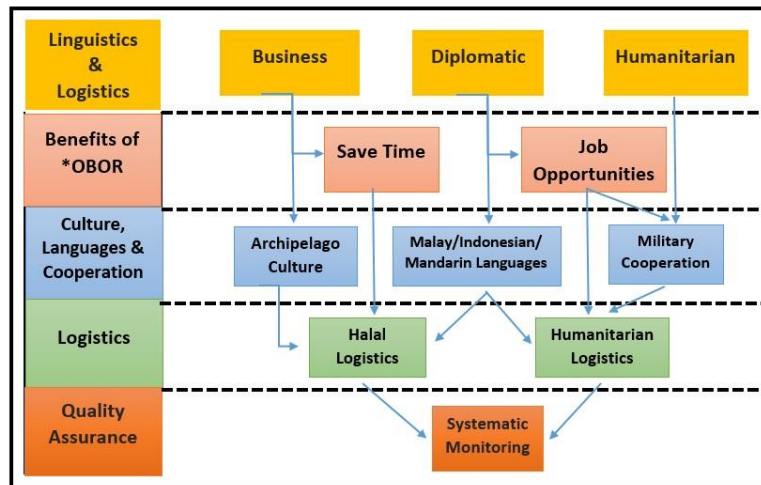 Linguistics
&
Logistics
Business
Diplomatic
Humanitarian
Benefits of
*OBOR
Save Time
Job
Opportunities
Culture,
Languages &
Cooperation
Archipelago
Culture
Malay/Indonesian/
Mandarin Languages
Military
Cooperation
Logistics
Halal
Logistics
Humanitarian
Logistics
Quality
Assurance
Systematic
Monitoring